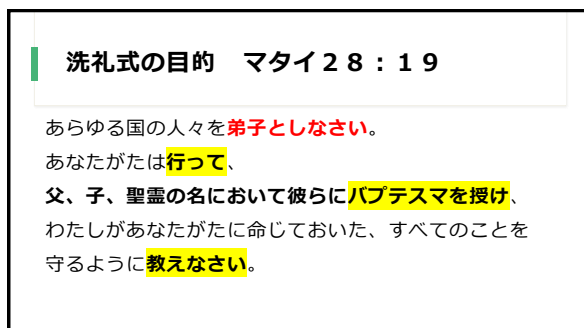 洗礼式の目的　マタイ２８：１９
あらゆる国の人々を弟子としなさい。
あなたがたは行って、
父、子、聖霊の名において彼らにバプテスマを授け、
わたしがあなたがたに命じておいた、すべてのことを
守るように教えなさい。